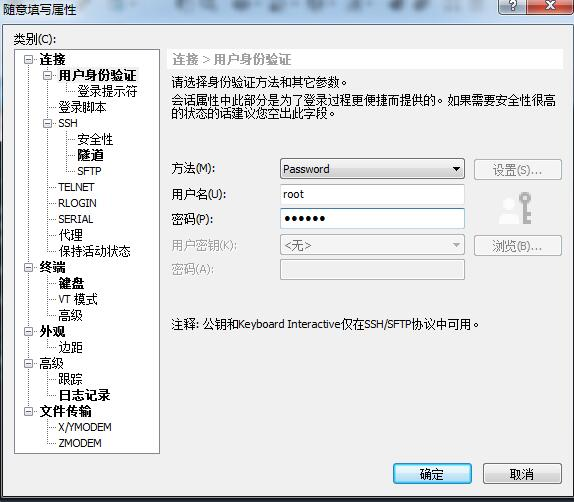 随意填写属性
类别(C):
连接
用户身份验证
登录提示符
登录脚本
SSH
安全性
隧道
SFTP
TELNET
RLOGIN
SERIAL
代理
保持活动状态
终端
键盘
VT 模式
高级
外观
边距
高级
跟踪
日志记录
文件传输
X/YMODEM
ZMODEM
连接 > 用户身份验证
请选择身份验证方法和其它参数。
会话属性中此部分是为了登录过程更便捷而提供的。如果需要安全性很高
的状态的话建议您空出此字段。
方法(M): Password 设置(S)...
用户名(U): root
密码(P): ●●●●●●
用户密钥(K): <无> 浏览(B)...
密码(A):
注释: 公钥和Keyboard Interactive仅在SSH/SFTP协议中可用。
确定 取消